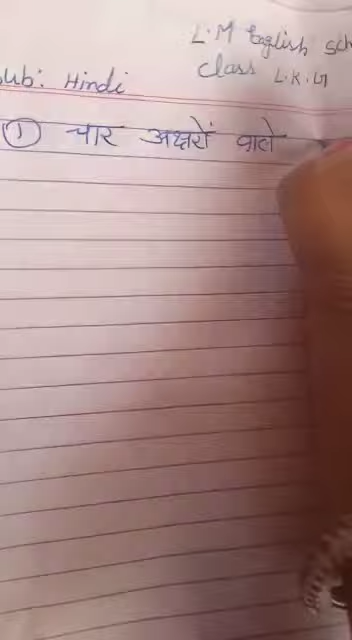 L.M English Sch
Class L.K.G
ub: Hindi
① चार अक्षरों वाले